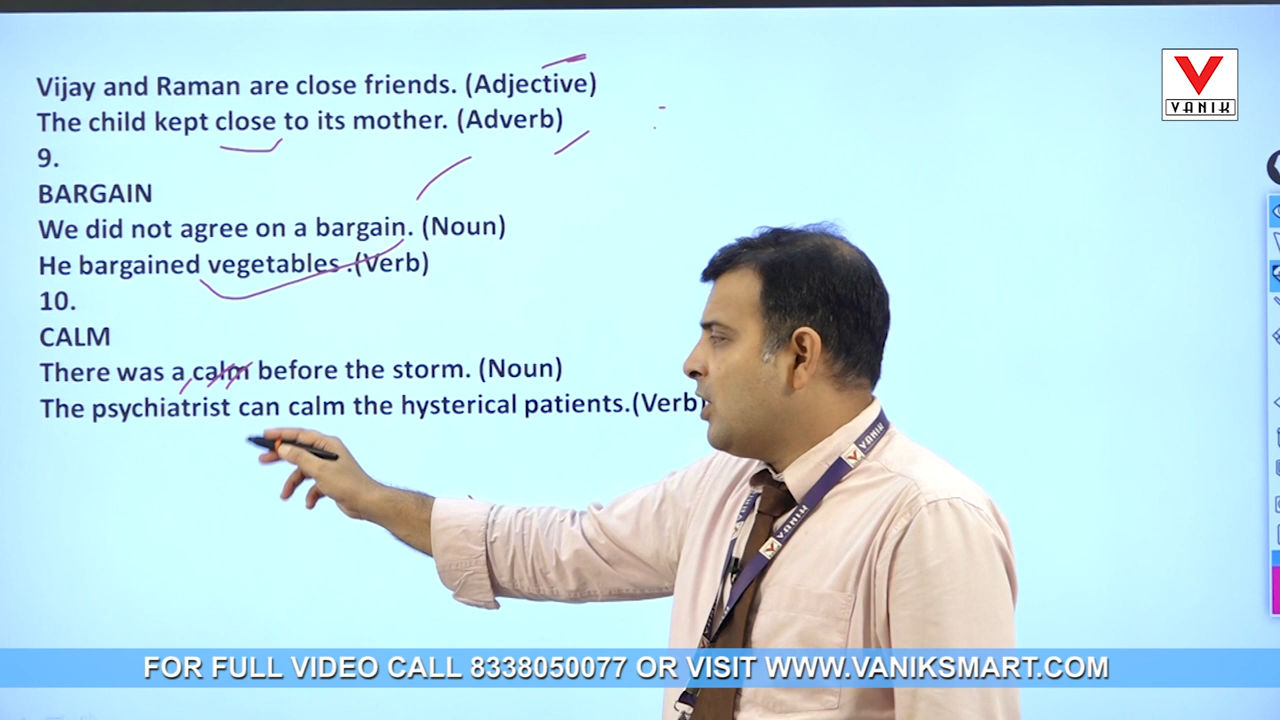 Vijay and Raman are close friends. (Adjective)
The child kept close to its mother. (Adverb)
9.
BARGAIN
We did not agree on a bargain. (Noun)
He bargained vegetables .(Verb)
10.
CALM
There was a calm before the storm. (Noun)
The psychiatrist can calm the hysterical patients.(Verb)
VANIK
VANIK
FOR FULL VIDEO CALL 8338050077 OR VISIT WWW.VANIKSMART.COM